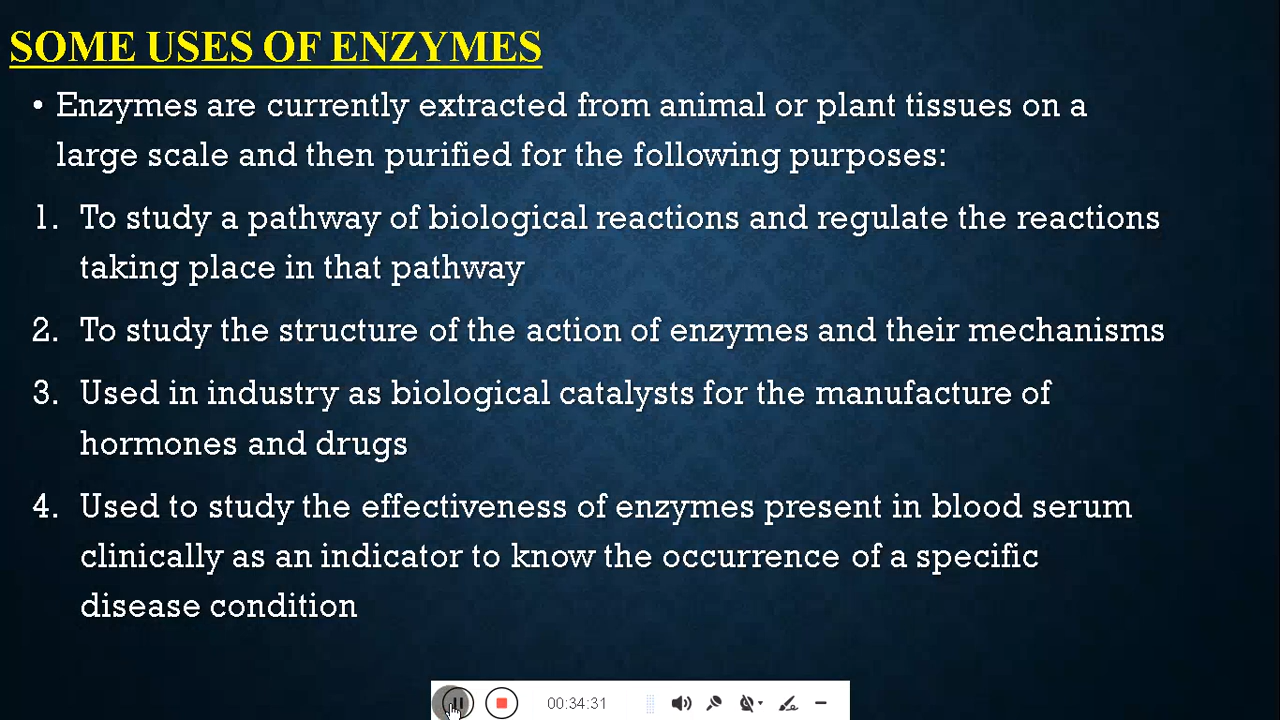 SOME USES OF ENZYMES
• Enzymes are currently extracted from animal or plant tissues on a
large scale and then purified for the following purposes:
1. To study a pathway of biological reactions and regulate the reactions
taking place in that pathway
2. To study the structure of the action of enzymes and their mechanisms
3. Used in industry as biological catalysts for the manufacture of
hormones and drugs
4. Used to study the effectiveness of enzymes present in blood serum
clinically as an indicator to know the occurrence of a specific
disease condition
00:34:31